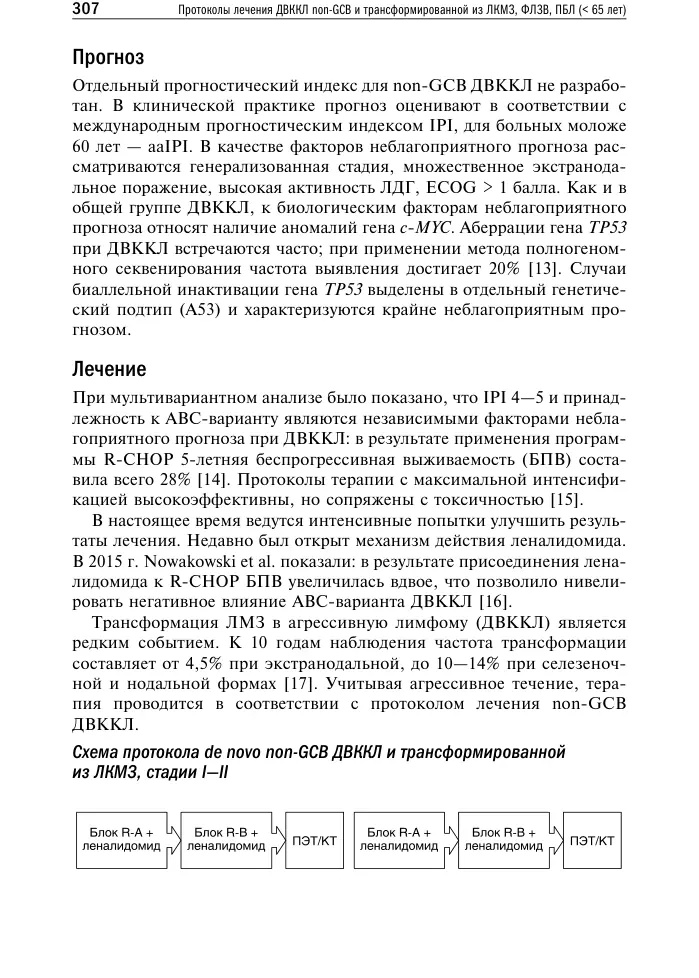 307 Протоколы лечения ДВККЛ non-GCB и трансформированной из ЛКМЗ, ФЛЗВ, ПБЛ (< 65 лет)
Прогноз
Отдельный прогностический индекс для non-GCB ДВККЛ не разрабо-
тан. В клинической практике прогноз оценивают в соответствии с
международным прогностическим индексом IPI, для больных моложе
60 лет — aaIPI. В качестве факторов неблагоприятного прогноза рас-
сматриваются генерализованная стадия, множественное экстранода-
льное поражение, высокая активность ЛДГ, ECOG > 1 балла. Как и в
общей группе ДВККЛ, к биологическим факторам неблагоприятного
прогноза относят наличие аномалий гена c-MYC. Аберрации гена TP53
при ДВККЛ встречаются часто; при применении метода полногеном-
ного секвенирования частота выявления достигает 20% [13]. Случаи
биаллельной инактивации гена TP53 выделены в отдельный генетиче-
ский подтип (A53) и характеризуются крайне неблагоприятным про-
гнозом.
Лечение
При мультивариантном анализе было показано, что IPI 4—5 и принад-
лежность к ABC-варианту являются независимыми факторами небла-
гоприятного прогноза при ДВККЛ: в результате применения програм-
мы R-CHOP 5-летняя беспрогрессивная выживаемость (БПВ) соста-
вила всего 28% [14]. Протоколы терапии с максимальной интенсифи-
кацией высокоэффективны, но сопряжены с токсичностью [15].
В настоящее время ведутся интенсивные попытки улучшить резуль-
таты лечения. Недавно был открыт механизм действия леналидомида.
В 2015 г. Nowakowski et al. показали: в результате присоединения лена-
лидомида к R-CHOP БПВ увеличилась вдвое, что позволило нивели-
ровать негативное влияние ABC-варианта ДВККЛ [16].
Трансформация ЛМЗ в агрессивную лимфому (ДВККЛ) является
редким событием. К 10 годам наблюдения частота трансформации
составляет от 4,5% при экстранодальной, до 10—14% при селезеноч-
ной и нодальной формах [17]. Учитывая агрессивное течение, тера-
пия проводится в соответствии с протоколом лечения non-GCB
ДВККЛ.
Схема протокола de novo non-GCB ДВККЛ и трансформированной
из ЛКМЗ, стадии I—II
Блок R-A + Блок R-B + Блок R-A + Блок R-B +
леналидомид леналидомид ПЭТ/КТ леналидомид леналидомид ПЭТ/КТ